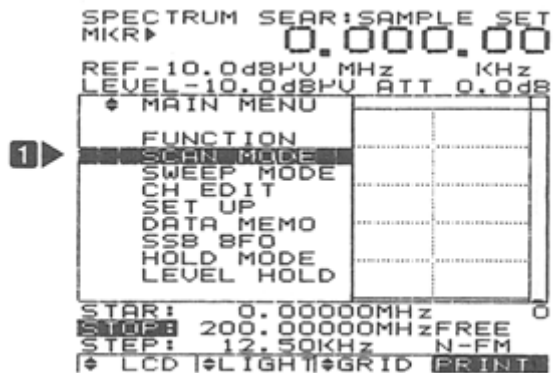 SPECTRUM SEAR:SAMPLE SET
MKR 0.000.00
REF-10.0dBµV MHz KHz
LEVEL-10.0dBµV ATT 0.0dB
MAIN MENU
FUNCTION
1 SCAN MODE
SWEEP MODE
CH EDIT
SET UP
DATA MEMO
SSB BFO
HOLD MODE
LEVEL HOLD
STAR: 0.00000MHz 0
STOP: 200.00000MHzFREE
STEP: 12.50KHz N-FM
LCD LIGHT GRID PRINT